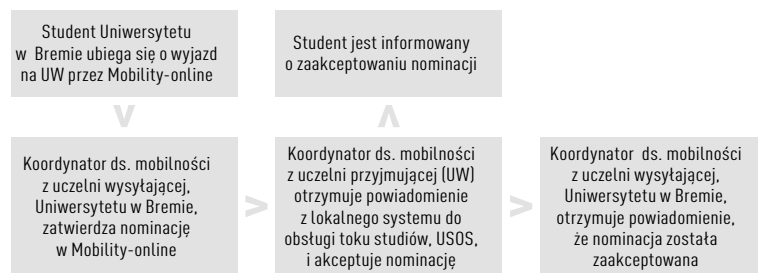 Student Uniwersytetu
w Bremie ubiega się o wyjazd
na UW przez Mobility-online
Student jest informowany
o zaakceptowaniu nominacji
Koordynator ds. mobilności
z uczelni wysyłającej,
Uniwersytetu w Bremie,
zatwierdza nominację
w Mobility-online
Koordynator ds. mobilności
z uczelni przyjmującej (UW)
otrzymuje powiadomienie
z lokalnego systemu do
obsługi toku studiów, USOS,
i akceptuje nominację
Koordynator ds. mobilności
z uczelni wysyłającej,
Uniwersytetu w Bremie,
otrzymuje powiadomienie,
że nominacja została
zaakceptowana